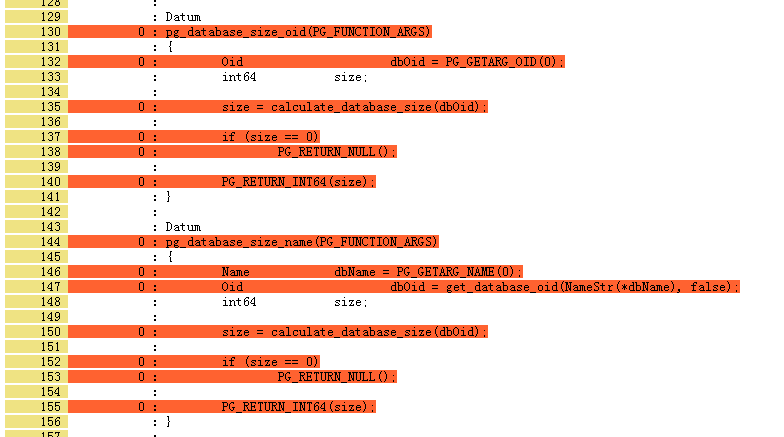 128 :
129 : Datum
130 0 : pg_database_size_oid(PG_FUNCTION_ARGS)
131 : {
132 0 : Oid dbOid = PG_GETARG_OID(0);
133 : int64 size;
134 :
135 0 : size = calculate_database_size(dbOid);
136 :
137 0 : if (size == 0)
138 0 : PG_RETURN_NULL();
139 :
140 0 : PG_RETURN_INT64(size);
141 : }
142 :
143 : Datum
144 0 : pg_database_size_name(PG_FUNCTION_ARGS)
145 : {
146 0 : Name dbName = PG_GETARG_NAME(0);
147 0 : Oid dbOid = get_database_oid(NameStr(*dbName), false);
148 : int64 size;
149 :
150 0 : size = calculate_database_size(dbOid);
151 :
152 0 : if (size == 0)
153 0 : PG_RETURN_NULL();
154 :
155 0 : PG_RETURN_INT64(size);
156 : }
157 :